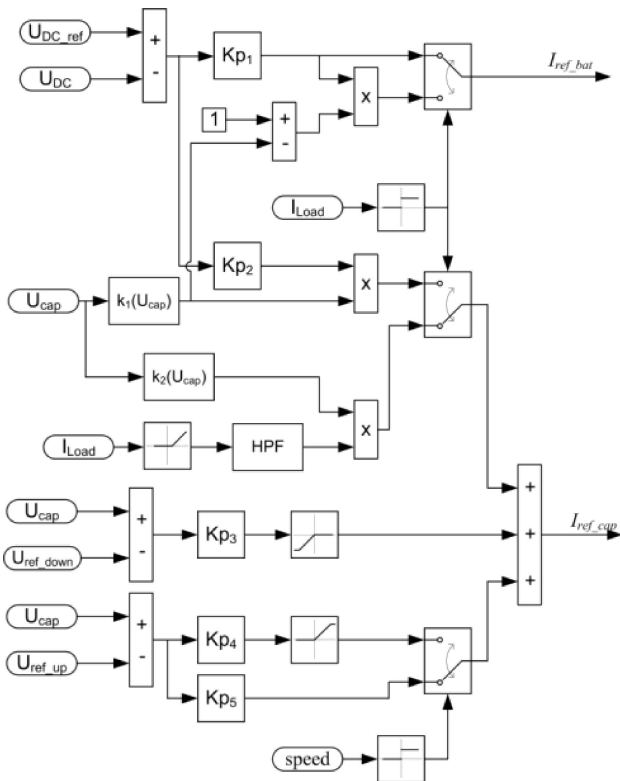 U_DC_ref
+
-
U_DC
Kp₁
I_ref_bat
x
1
+
-
I_Load
Kp₂
x
U_cap
k₁(U_cap)
k₂(U_cap)
x
I_Load
HPF
U_cap
+
-
U_ref_down
Kp₃
+
+
+
I_ref_cap
U_cap
+
-
U_ref_up
Kp₄
Kp₅
speed